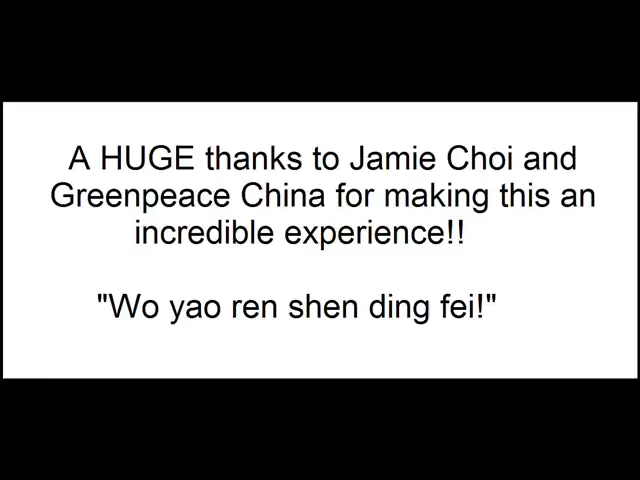 A HUGE thanks to Jamie Choi and
Greenpeace China for making this an
incredible experience!!
"Wo yao ren shen ding fei!"